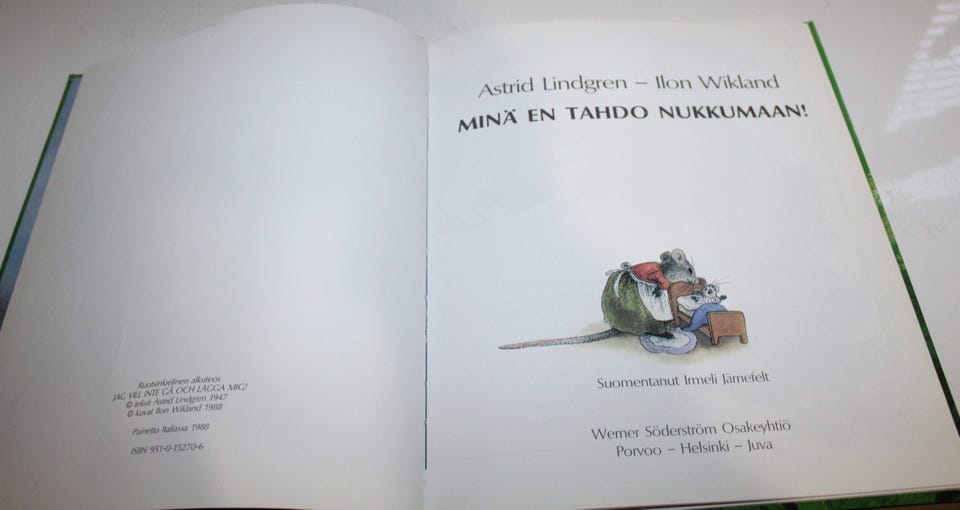 Ruotsinkielinen alkuteos
JAG VILL INTE GÅ OCH LÄGGA MIG!
© teksti Astrid Lindgren 1947
© kuvat Ilon Wikland 1988
Painettu Italiassa 1988
ISBN 951-0-15270-6
Astrid Lindgren – Ilon Wikland
MINÄ EN TAHDO NUKKUMAAN!
Suomentanut Irmeli Järnefelt
Werner Söderström Osakeyhtiö
Porvoo – Helsinki – Juva